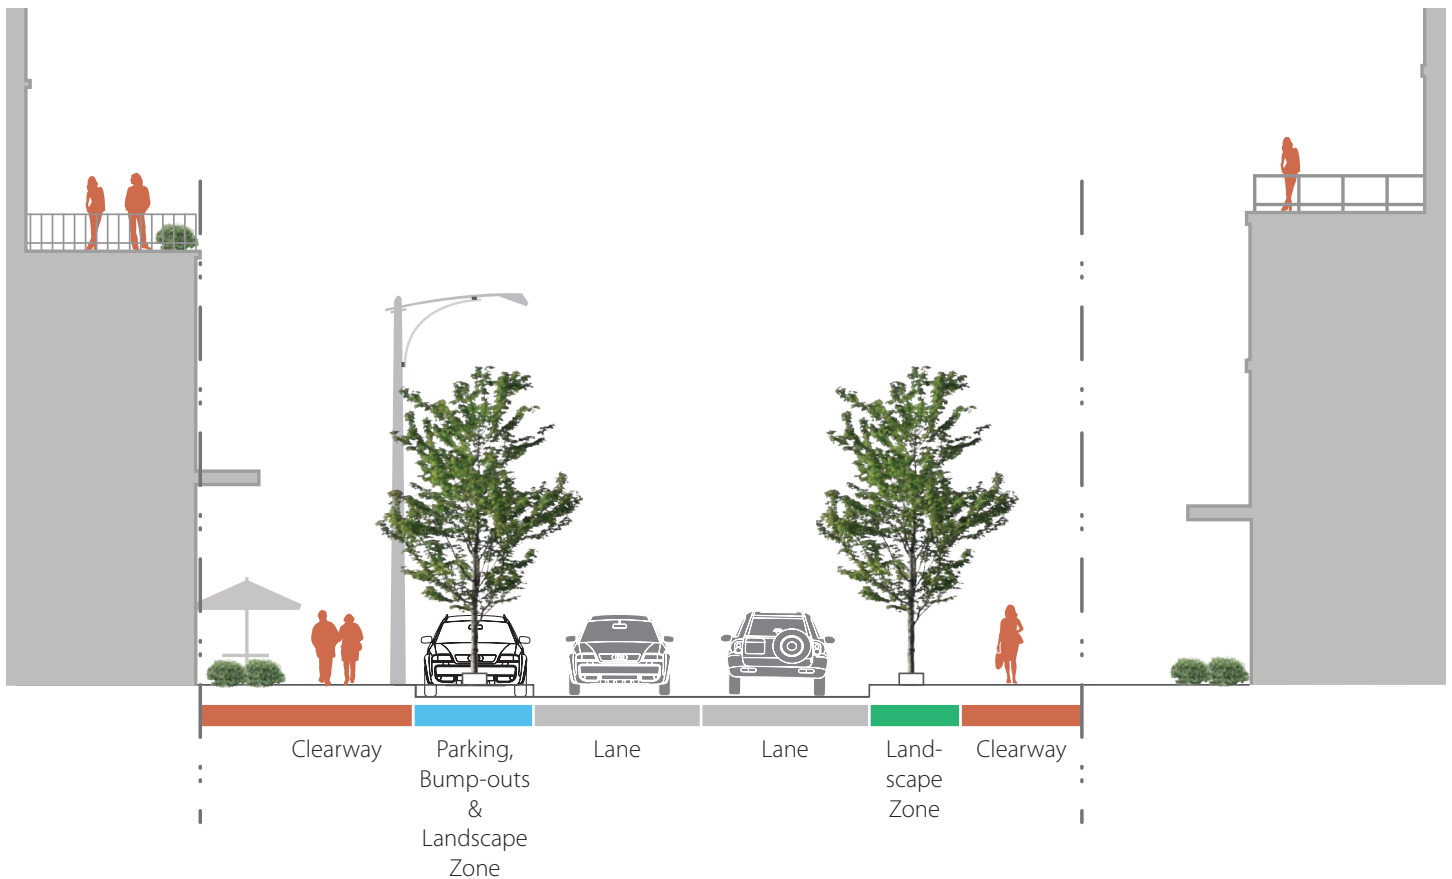 Clearway
Parking,
Bump-outs
&
Landscape
Zone
Lane
Lane
Land-
scape
Zone
Clearway